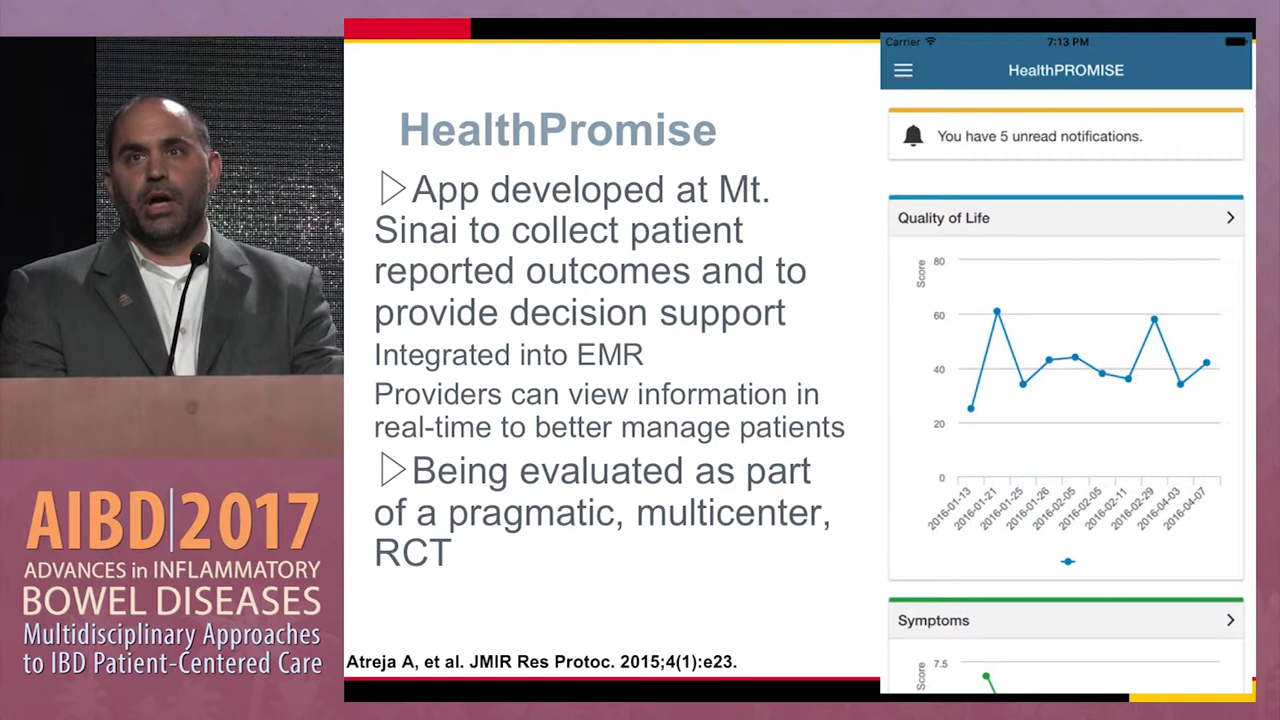 HealthPromise
App developed at Mt.
Sinai to collect patient
reported outcomes and to
provide decision support
Integrated into EMR
Providers can view information in
real-time to better manage patients
Being evaluated as part
of a pragmatic, multicenter,
RCT
Atreja A, et al. JMIR Res Protoc. 2015;4(1):e23.
Carrier 7:13 PM
HealthPROMISE
You have 5 unread notifications.
Quality of Life
Score
80
60
40
20
0
2016-01-13
2016-01-21
2016-01-25
2016-01-26
2016-02-05
2016-02-05
2016-02-11
2016-02-29
2016-04-03
2016-04-07
Symptoms
Score
7.5
AIBD|2017
ADVANCES in INFLAMMATORY
BOWEL DISEASES
Multidisciplinary Approaches
to IBD Patient-Centered Care